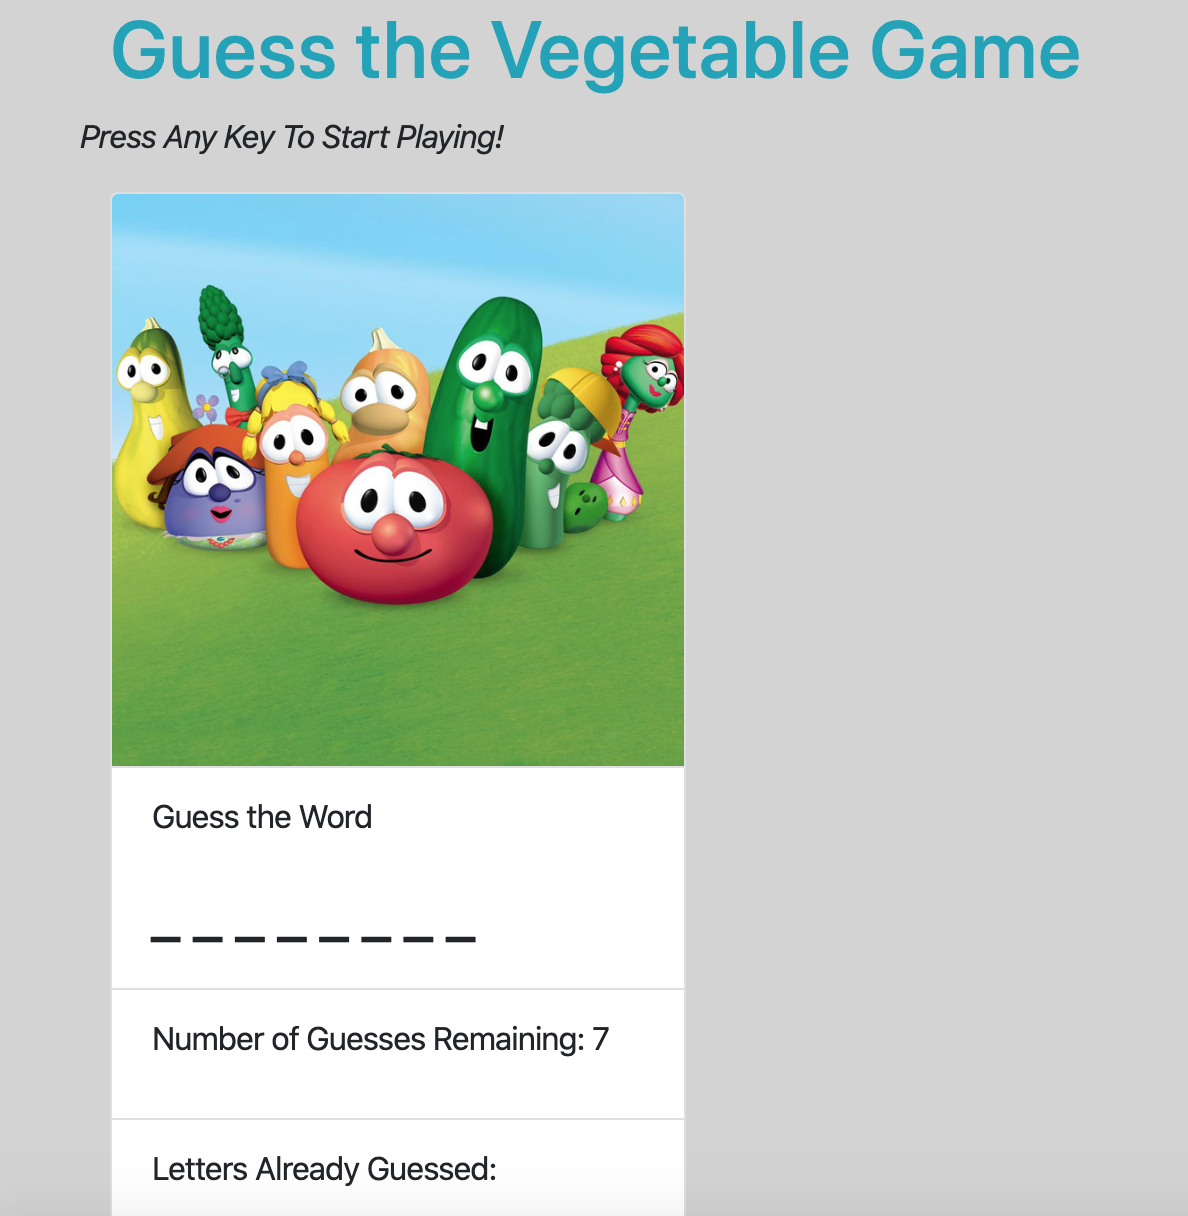 Guess the Vegetable Game
Press Any Key To Start Playing!
Guess the Word
_ _ _ _ _ _ _ _
Number of Guesses Remaining: 7
Letters Already Guessed: